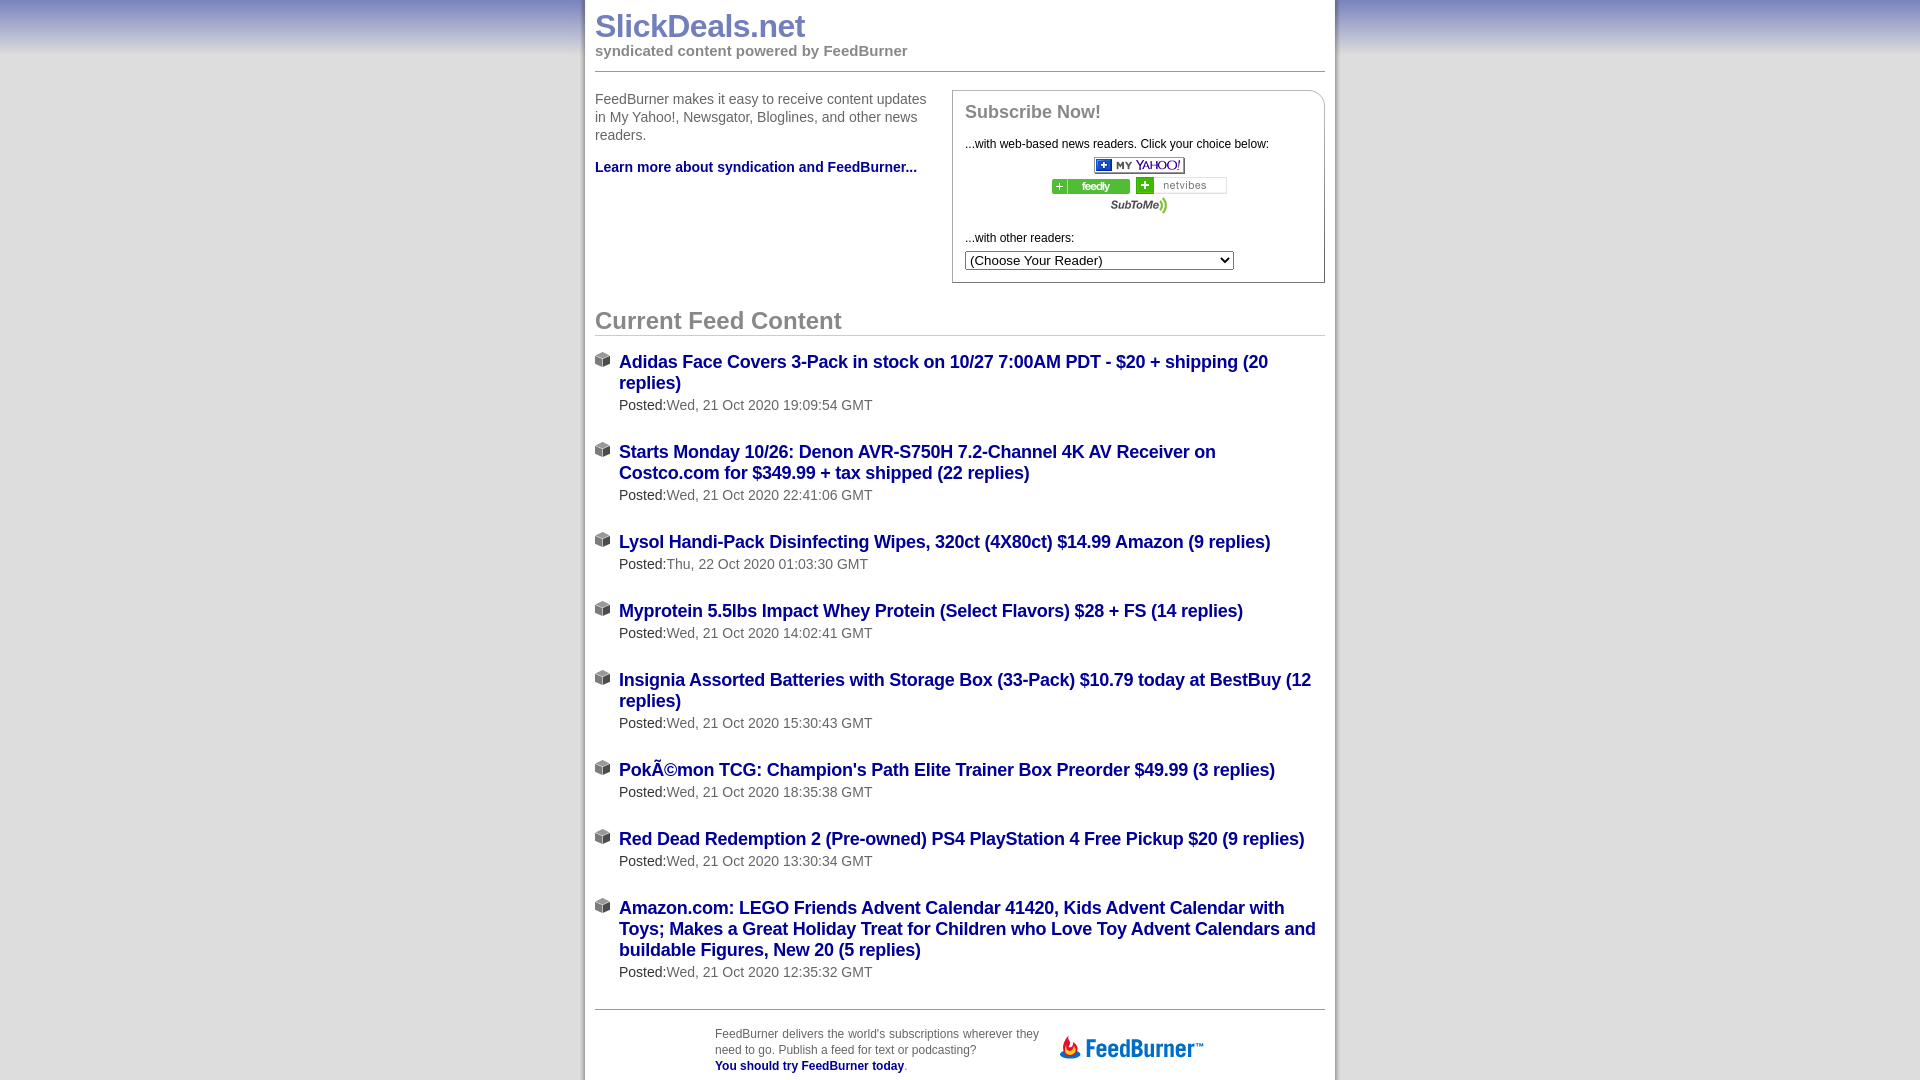 SlickDeals.net
syndicated content powered by FeedBurner
FeedBurner makes it easy to receive content updates
in My Yahoo!, Newsgator, Bloglines, and other news
readers.
Learn more about syndication and FeedBurner...
Subscribe Now!
...with web-based news readers. Click your choice below:
MY YAHOO!
feedly
netvibes
SubToMe
...with other readers:
(Choose Your Reader)
Current Feed Content
Adidas Face Covers 3-Pack in stock on 10/27 7:00AM PDT - $20 + shipping (20
replies)
Posted:Wed, 21 Oct 2020 19:09:54 GMT
Starts Monday 10/26: Denon AVR-S750H 7.2-Channel 4K AV Receiver on
Costco.com for $349.99 + tax shipped (22 replies)
Posted:Wed, 21 Oct 2020 22:41:06 GMT
Lysol Handi-Pack Disinfecting Wipes, 320ct (4X80ct) $14.99 Amazon (9 replies)
Posted:Thu, 22 Oct 2020 01:03:30 GMT
Myprotein 5.5lbs Impact Whey Protein (Select Flavors) $28 + FS (14 replies)
Posted:Wed, 21 Oct 2020 14:02:41 GMT
Insignia Assorted Batteries with Storage Box (33-Pack) $10.79 today at BestBuy (12
replies)
Posted:Wed, 21 Oct 2020 15:30:43 GMT
PokÃ©mon TCG: Champion's Path Elite Trainer Box Preorder $49.99 (3 replies)
Posted:Wed, 21 Oct 2020 18:35:38 GMT
Red Dead Redemption 2 (Pre-owned) PS4 PlayStation 4 Free Pickup $20 (9 replies)
Posted:Wed, 21 Oct 2020 13:30:34 GMT
Amazon.com: LEGO Friends Advent Calendar 41420, Kids Advent Calendar with
Toys; Makes a Great Holiday Treat for Children who Love Toy Advent Calendars and
buildable Figures, New 20 (5 replies)
Posted:Wed, 21 Oct 2020 12:35:32 GMT
FeedBurner delivers the world's subscriptions wherever they
need to go. Publish a feed for text or podcasting?
You should try FeedBurner today.
FeedBurner™